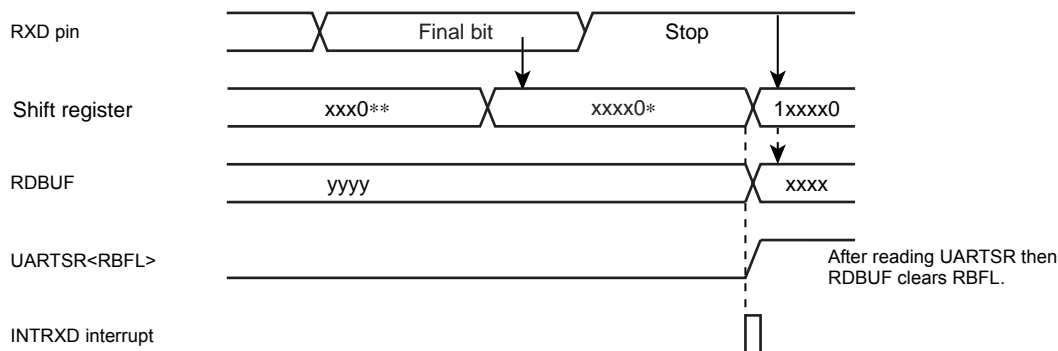 RXD pin
Final bit
Stop
Shift register
xxx0**
xxxx0*
1xxxx0
RDBUF
yyyy
xxxx
UARTSR<RBFL>
After reading UARTSR then
RDBUF clears RBFL.
INTRXD interrupt